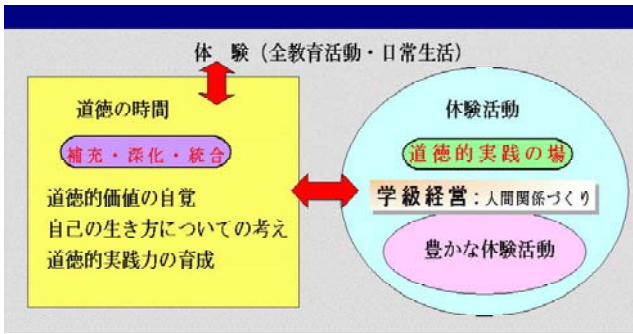 体　験（全教育活動・日常生活）
道徳の時間
補充・深化・統合
道徳的価値の自覚
自己の生き方についての考え
道徳的実践力の育成
体験活動
道徳的実践の場
学級経営：人間関係づくり
豊かな体験活動